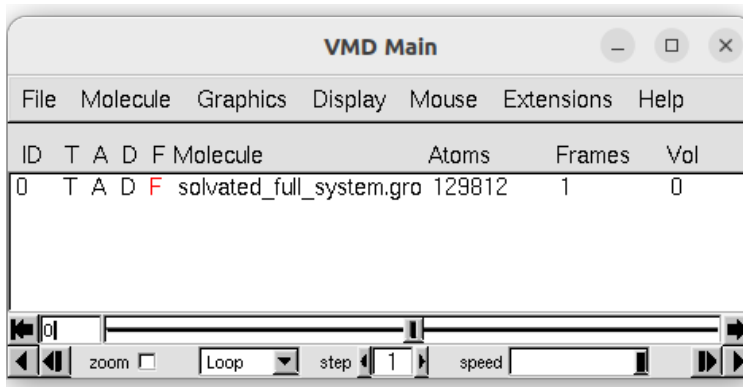 VMD Main
File Molecule Graphics Display Mouse Extensions Help
ID T A D F Molecule Atoms Frames Vol
0 T A D F solvated_full_system.gro 129812 1 0
0
zoom Loop step 1 speed